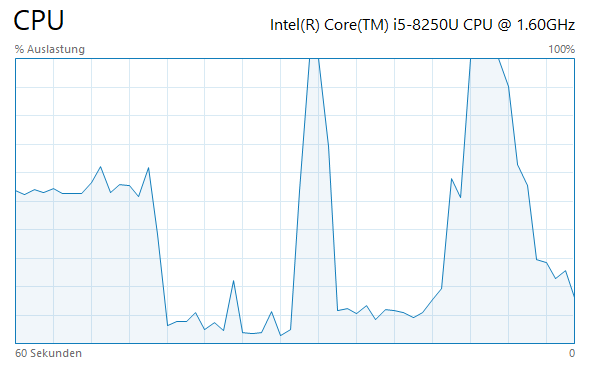 CPU
Intel(R) Core(TM) i5-8250U CPU @ 1.60GHz
% Auslastung
100%
60 Sekunden
0